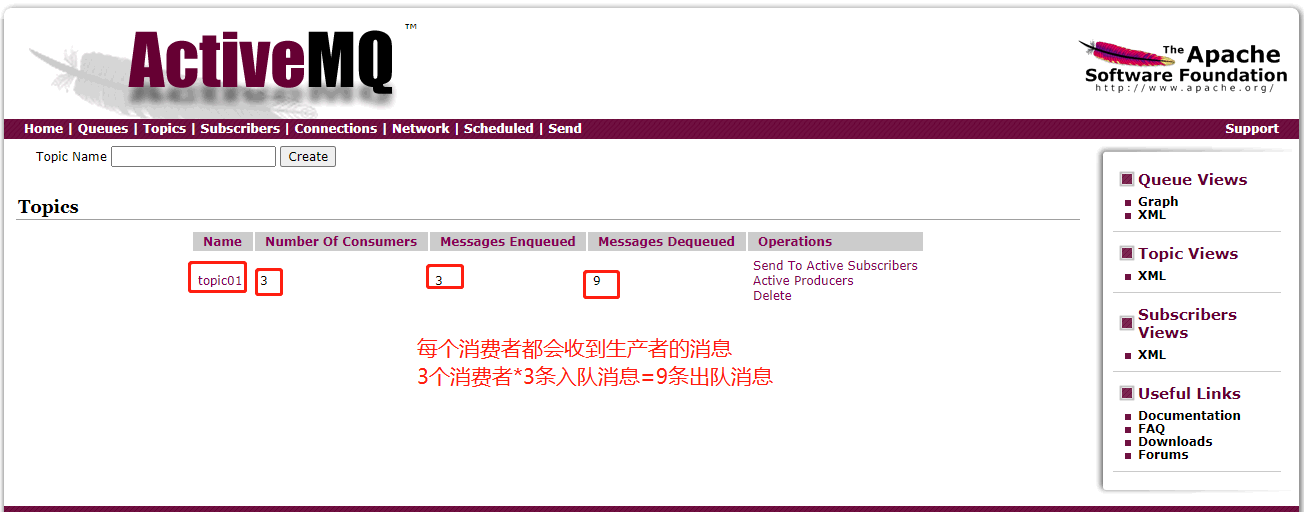 ActiveMQ™
The Apache
Software Foundation
http://www.apache.org/
Home | Queues | Topics | Subscribers | Connections | Network | Scheduled | Send
Support
Topic Name Create
Topics
Name Number Of Consumers Messages Enqueued Messages Dequeued Operations
topic01 3 3 9
Send To Active Subscribers
Active Producers
Delete
每个消费者都会收到生产者的消息
3个消费者*3条入队消息=9条出队消息
Queue Views
Graph
XML
Topic Views
XML
Subscribers
Views
XML
Useful Links
Documentation
FAQ
Downloads
Forums